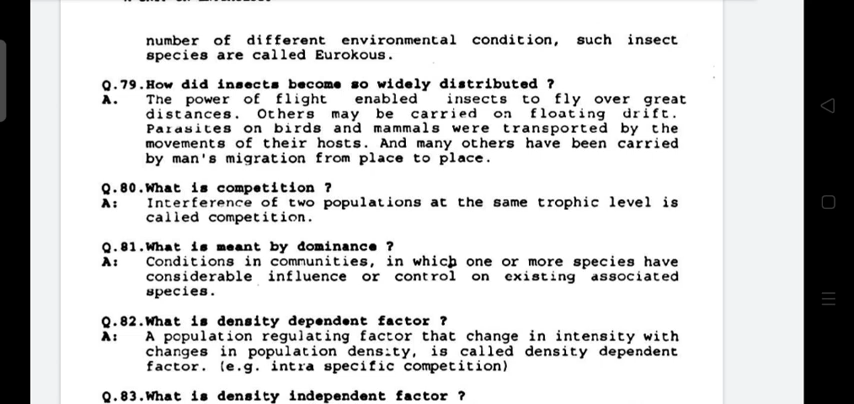 number of different environmental condition, such insect
species are called Eurokous.
Q.79.How did insects become so widely distributed ?
A. The power of flight enabled insects to fly over great
distances. Others may be carried on floating drift.
Parasites on birds and mammals were transported by the
movements of their hosts. And many others have been carried
by man's migration from place to place.
Q.80.What is competition ?
A: Interference of two populations at the same trophic level is
called competition.
Q.81.What is meant by dominance ?
A: Conditions in communities, in which one or more species have
considerable influence or control on existing associated
species.
Q.82.What is density dependent factor ?
A: A population regulating factor that change in intensity with
changes in population density, is called density dependent
factor. (e.g. intra specific competition)
Q.83.What is density independent factor ?